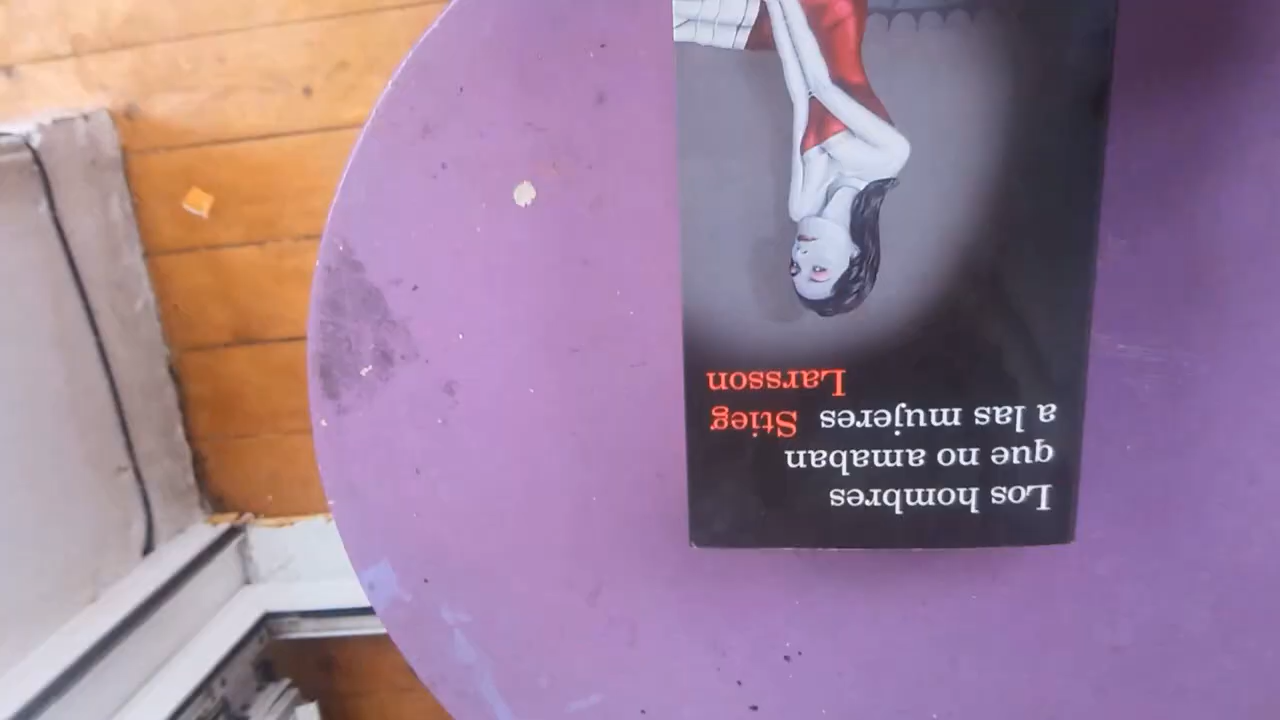 Los hombres
que no amaban
a las mujeres Stieg
Larsson